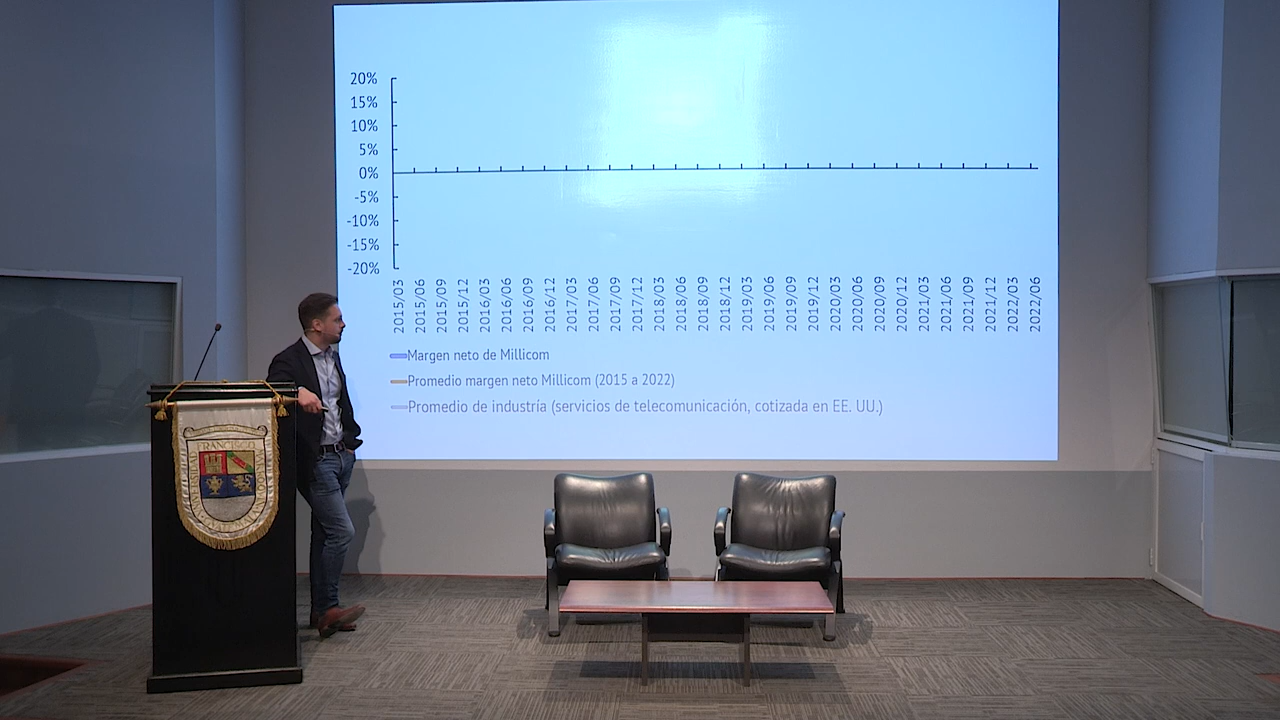 20%
15%
10%
5%
0%
-5%
-10%
-15%
-20%
2015/03 2015/06 2015/09 2015/12 2016/03 2016/06 2016/09 2016/12 2017/03 2017/06 2017/09 2017/12 2018/03 2018/06 2018/09 2018/12 2019/03 2019/06 2019/09 2019/12 2020/03 2020/06 2020/09 2020/12 2021/03 2021/06 2021/09 2021/12 2022/03 2022/06
Margen neto de Millicom
Promedio margen neto Millicom (2015 a 2022)
Promedio de industria (servicios de telecomunicación, cotizada en EE. UU.)
FRANCISCO